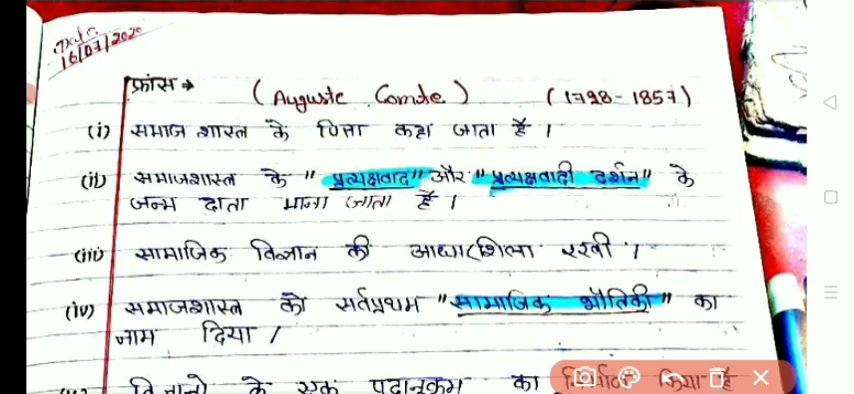 Date
16/07/2020
फ्रांस → (Auguste Comte) (1798-1857)
(i) समाज शास्त्र के पिता कहा जाता है ।
(ii) समाजशास्त्र के "प्रत्यक्षवाद" और "प्रत्यक्षवादी दर्शन" के
जन्म दाता माना जाता है ।
(iii) सामाजिक विज्ञान की आधारशिला रखी ।
(iv) समाजशास्त्र को सर्वप्रथम "सामाजिक भौतिकी" का
नाम दिया ।
विज्ञानो के एक पदानुक्रम का किया है